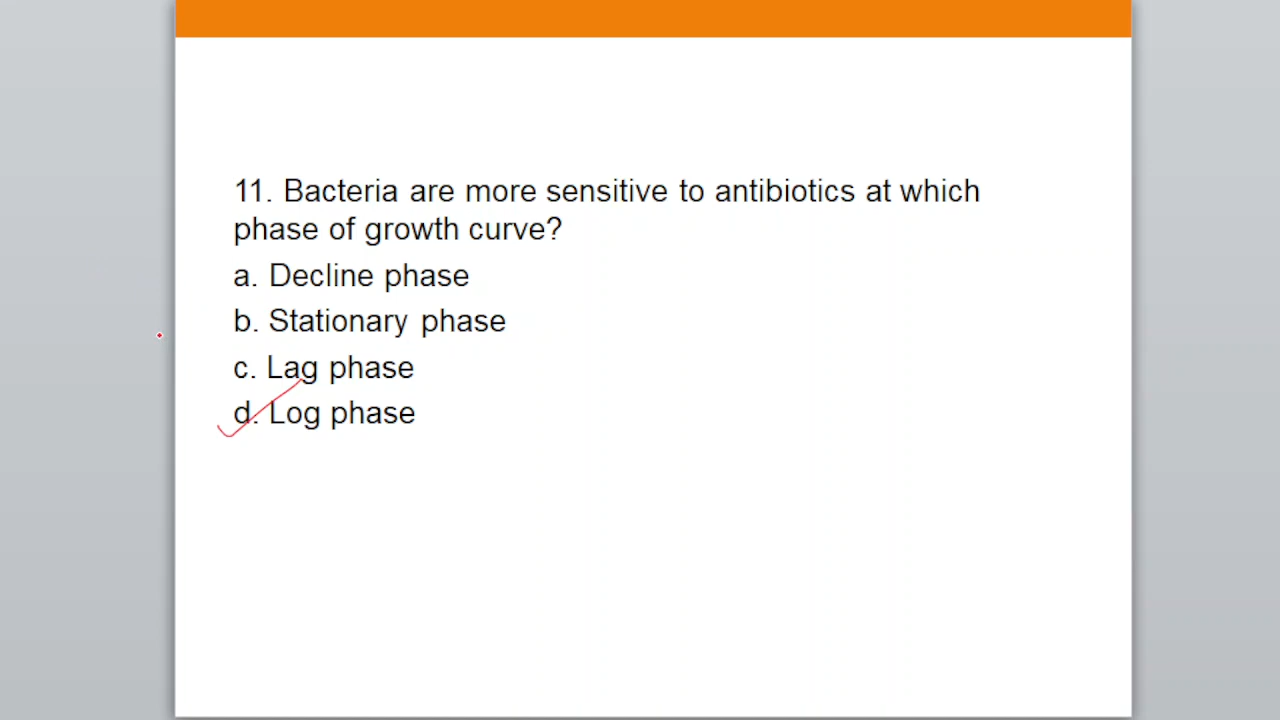 11. Bacteria are more sensitive to antibiotics at which
phase of growth curve?
a. Decline phase
b. Stationary phase
c. Lag phase
d. Log phase